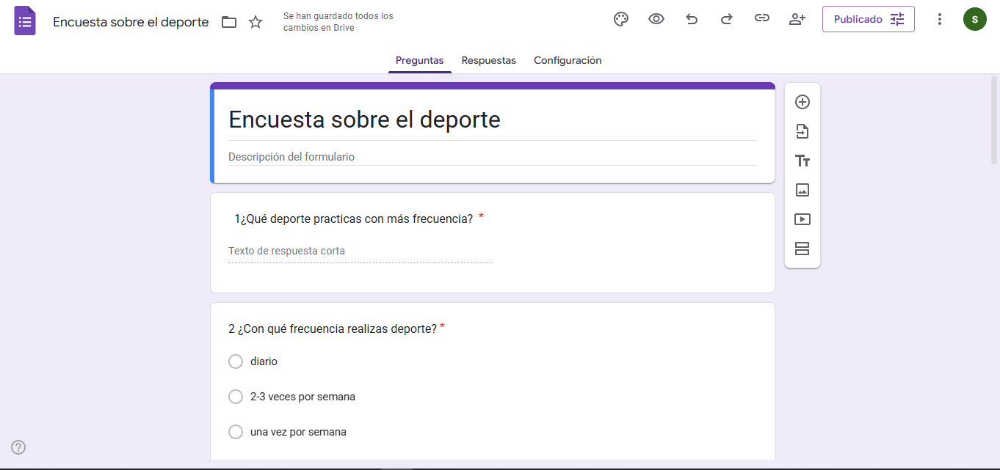 Encuesta sobre el deporte
Se han guardado todos los
cambios en Drive
Publicado
S
Preguntas Respuestas Configuración
Encuesta sobre el deporte
Descripción del formulario
1¿Qué deporte practicas con más frecuencia? *
Texto de respuesta corta
2 ¿Con qué frecuencia realizas deporte? *
diario
2-3 veces por semana
una vez por semana